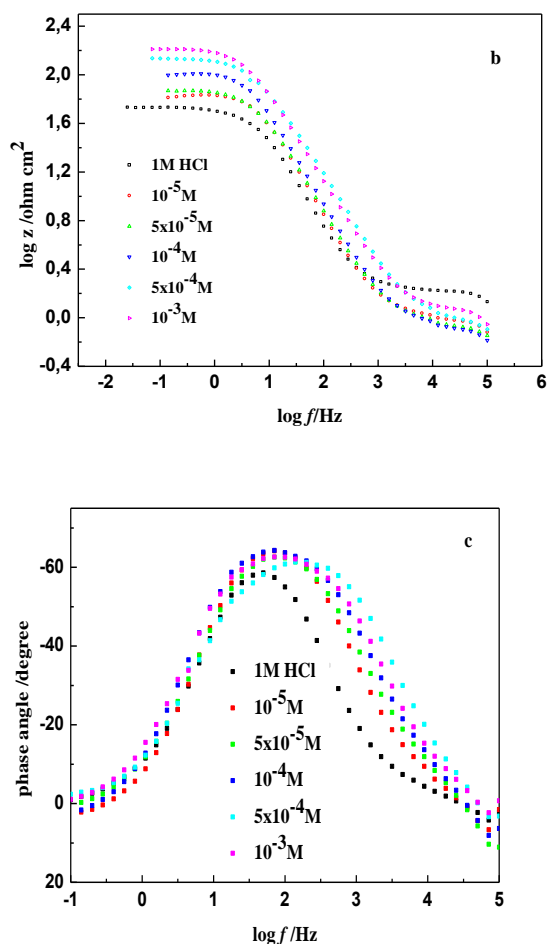 2,4
b
2,0
1,6
1,2
0,8
0,4
0,0
-0,4
log z /ohm cm²
1M HCl
10⁻⁵M
5x10⁻⁵M
10⁻⁴M
5x10⁻⁴M
10⁻³M
-2 -1 0 1 2 3 4 5 6
log f/Hz
c
-60
-40
-20
0
20
phase angle /degree
1M HCl
10⁻⁵M
5x10⁻⁵M
10⁻⁴M
5x10⁻⁴M
10⁻³M
-1 0 1 2 3 4 5
log f /Hz